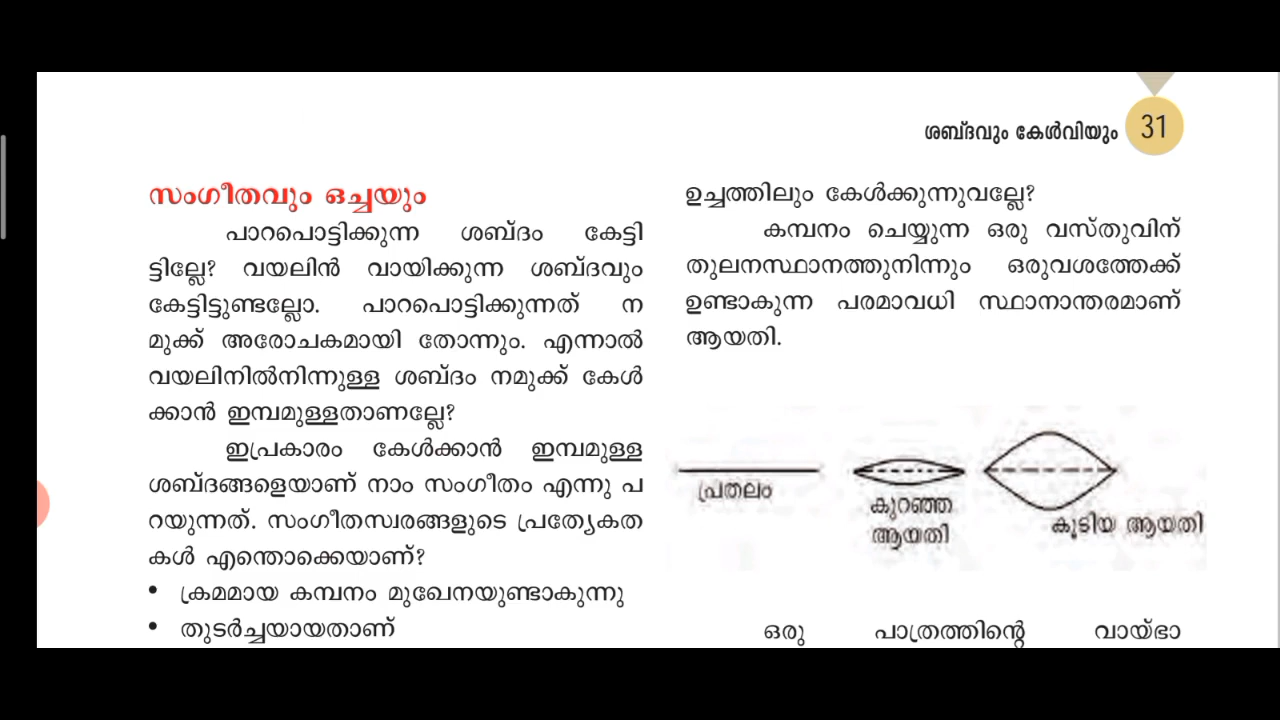 ശബ്ദവും കേൾവിയും 31
സംഗീതവും ഒച്ചയും
പാറപൊട്ടിക്കുന്ന ശബ്ദം കേട്ടി
ട്ടില്ലേ? വയലിൻ വായിക്കുന്ന ശബ്ദവും
കേട്ടിട്ടുണ്ടല്ലോ. പാറപൊട്ടിക്കുന്നത് ന
മുക്ക് അരോചകമായി തോന്നും. എന്നാൽ
വയലിനിൽനിന്നുള്ള ശബ്ദം നമുക്ക് കേൾ
ക്കാൻ ഇമ്പമുള്ളതാണല്ലേ?
ഇപ്രകാരം കേൾക്കാൻ ഇമ്പമുള്ള
ശബ്ദങ്ങളെയാണ് നാം സംഗീതം എന്നു പ
റയുന്നത്. സംഗീതസ്വരങ്ങളുടെ പ്രത്യേകത
കൾ എന്തൊക്കെയാണ്?
• ക്രമമായ കമ്പനം മുഖേനയുണ്ടാകുന്നു
• തുടർച്ചയായതാണ്
ഉച്ചത്തിലും കേൾക്കുന്നുവല്ലേ?
കമ്പനം ചെയ്യുന്ന ഒരു വസ്തുവിന്
തുലനസ്ഥാനത്തുനിന്നും ഒരുവശത്തേക്ക്
ഉണ്ടാകുന്ന പരമാവധി സ്ഥാനാന്തരമാണ്
ആയതി.
പ്രതലം
കുറഞ്ഞ
ആയതി
കൂടിയ ആയതി
ഒരു പാത്രത്തിന്റെ വായ്ഭാ